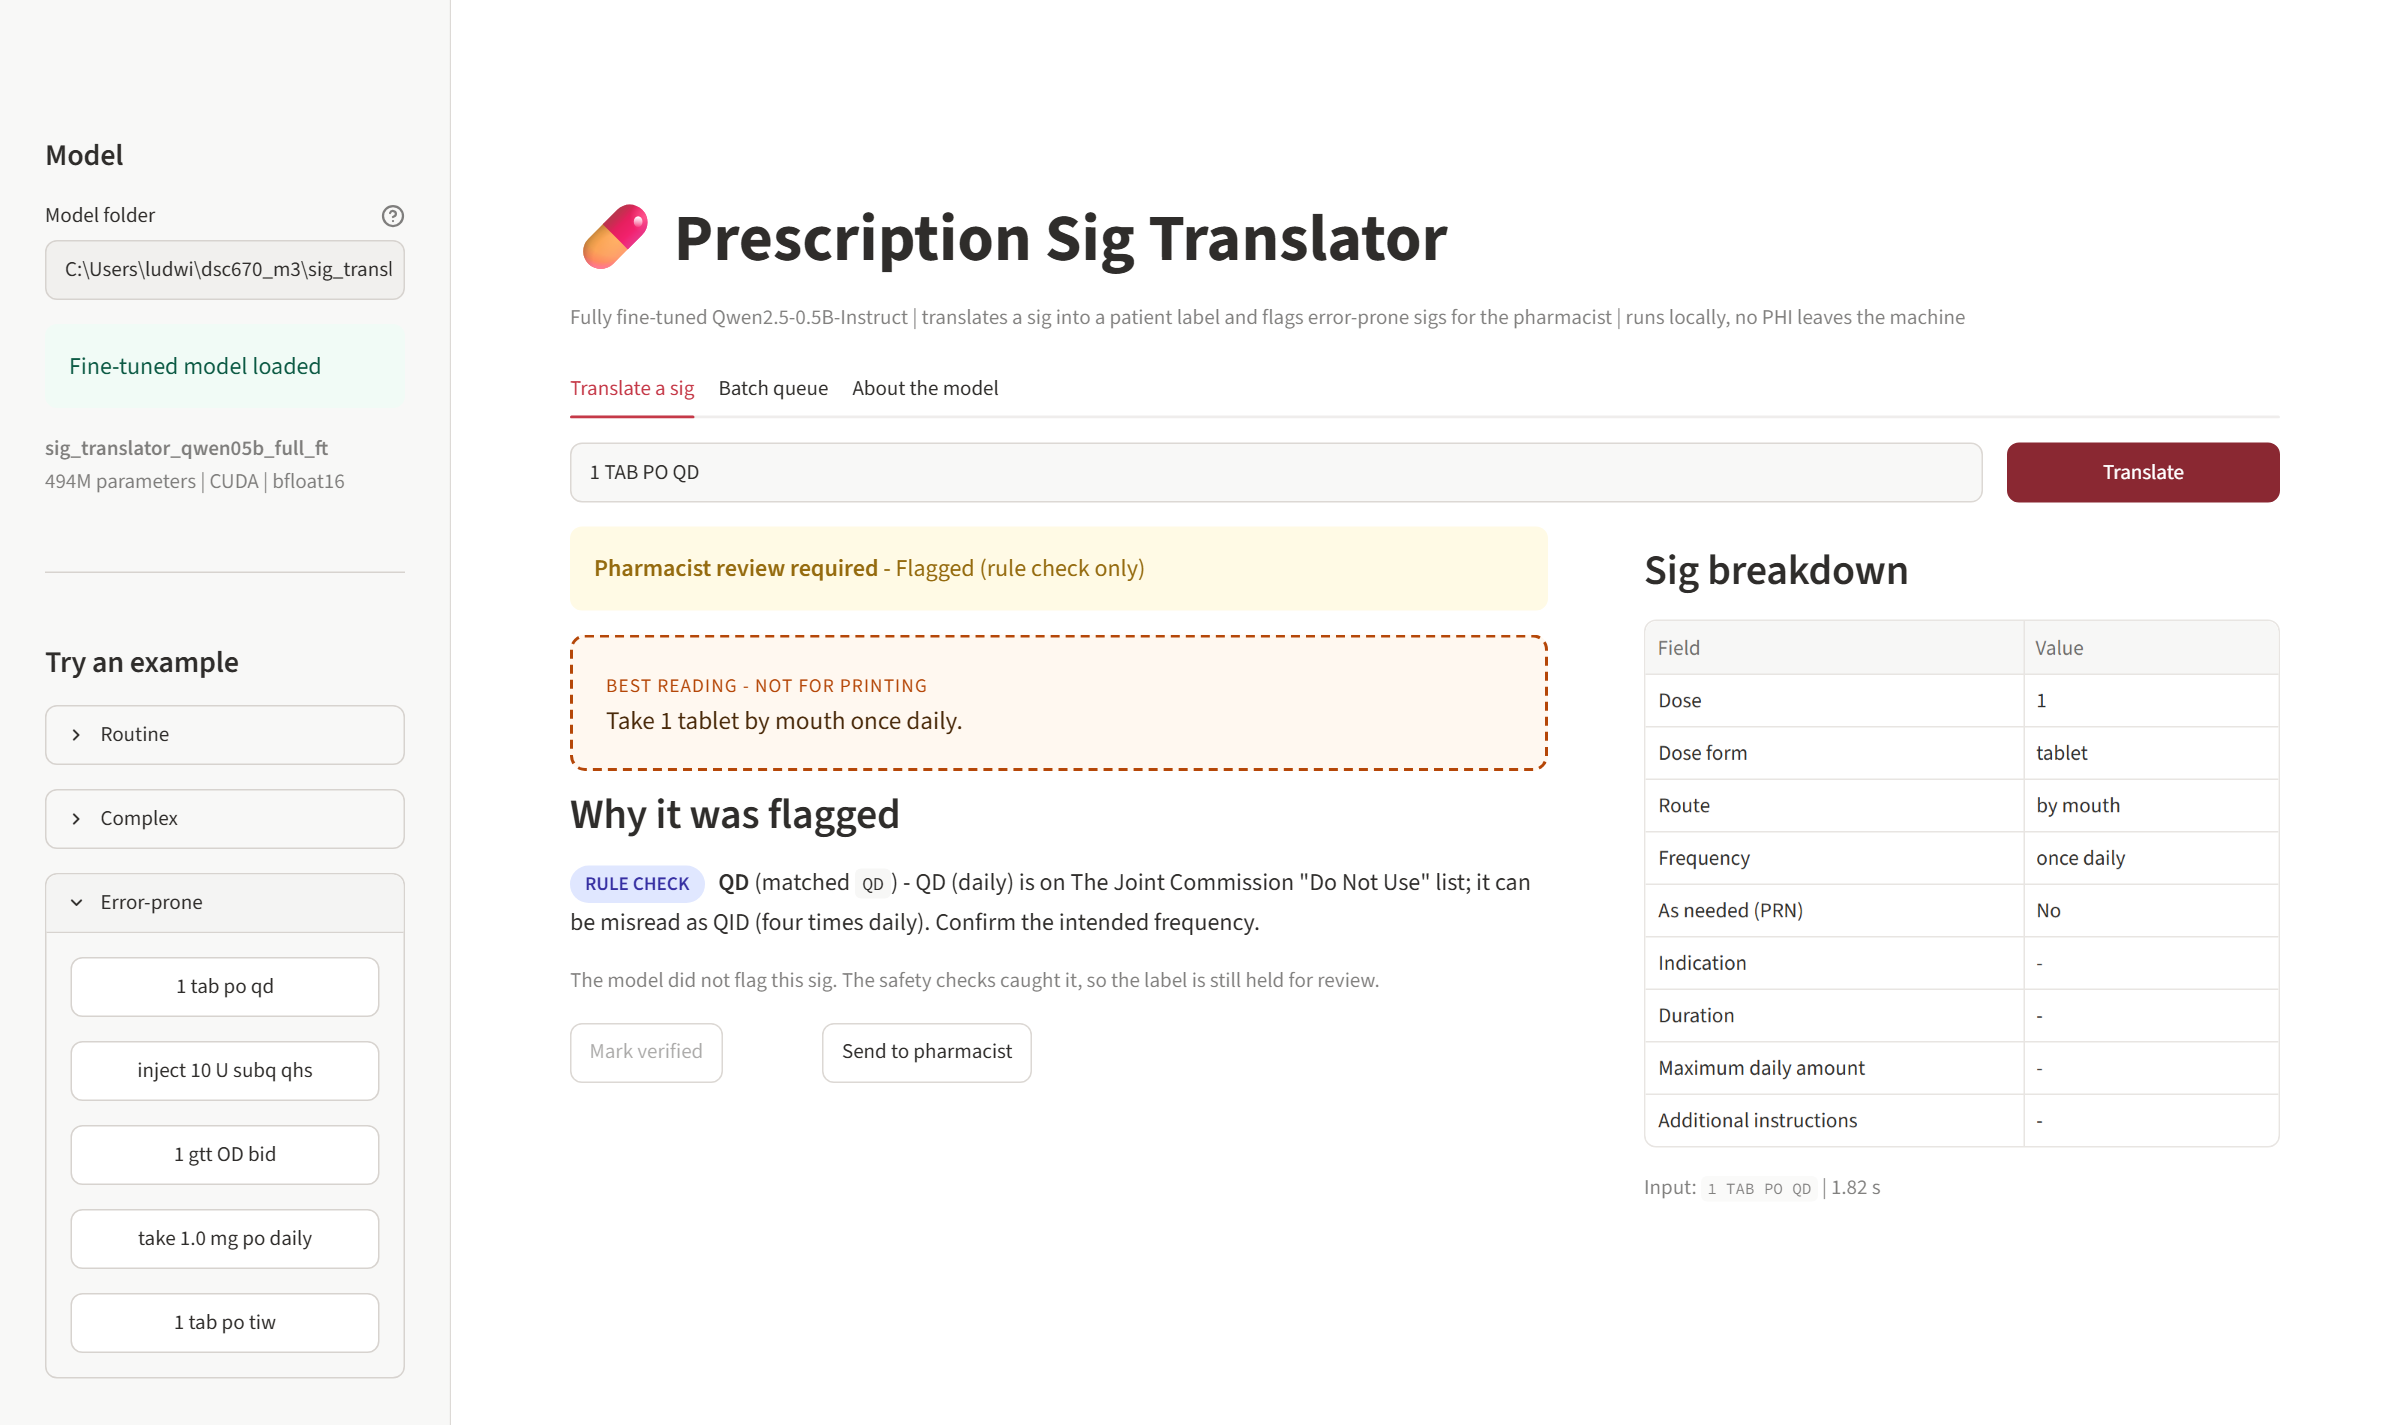 Model
Model folder
C:\Users\ludwi\dsc670_m3\sig_transl
Fine-tuned model loaded
sig_translator_qwen05b_full_ft
494M parameters | CUDA | bfloat16
Try an example
Routine
Complex
Error-prone
1 tab po qd
inject 10 U subq qhs
1 gtt OD bid
take 1.0 mg po daily
1 tab po tiw
Prescription Sig Translator
Fully fine-tuned Qwen2.5-0.5B-Instruct | translates a sig into a patient label and flags error-prone sigs for the pharmacist | runs locally, no PHI leaves the machine
Translate a sig Batch queue About the model
1 TAB PO QD
Translate
Pharmacist review required - Flagged (rule check only)
BEST READING - NOT FOR PRINTING
Take 1 tablet by mouth once daily.
Why it was flagged
RULE CHECK QD (matched QD ) - QD (daily) is on The Joint Commission "Do Not Use" list; it can
be misread as QID (four times daily). Confirm the intended frequency.
The model did not flag this sig. The safety checks caught it, so the label is still held for review.
Mark verified Send to pharmacist
Sig breakdown
Field Value
Dose 1
Dose form tablet
Route by mouth
Frequency once daily
As needed (PRN) No
Indication -
Duration -
Maximum daily amount -
Additional instructions -
Input: 1 TAB PO QD | 1.82 s